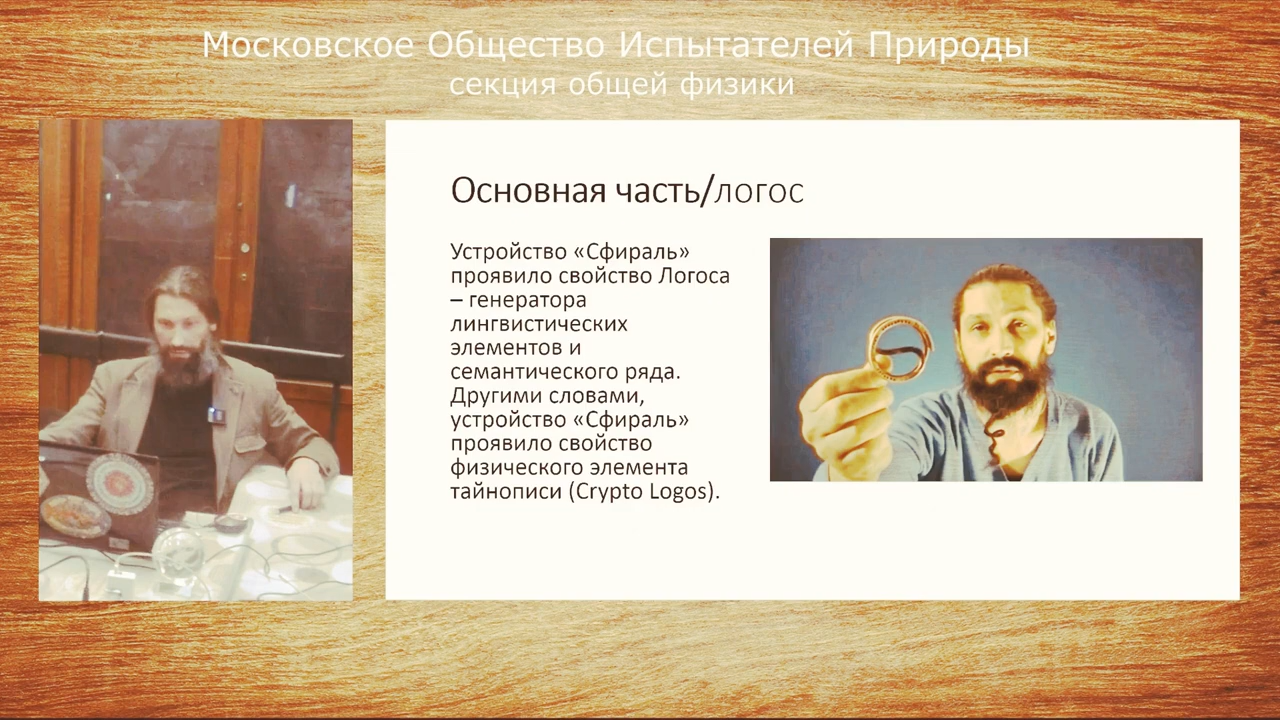 Московское Общество Испытателей Природы
секция общей физики
Основная часть/логос
Устройство «Сфираль»
проявило свойство Логоса
– генератора
лингвистических
элементов и
семантического ряда.
Другими словами,
устройство «Сфираль»
проявило свойство
физического элемента
тайнописи (Crypto Logos).